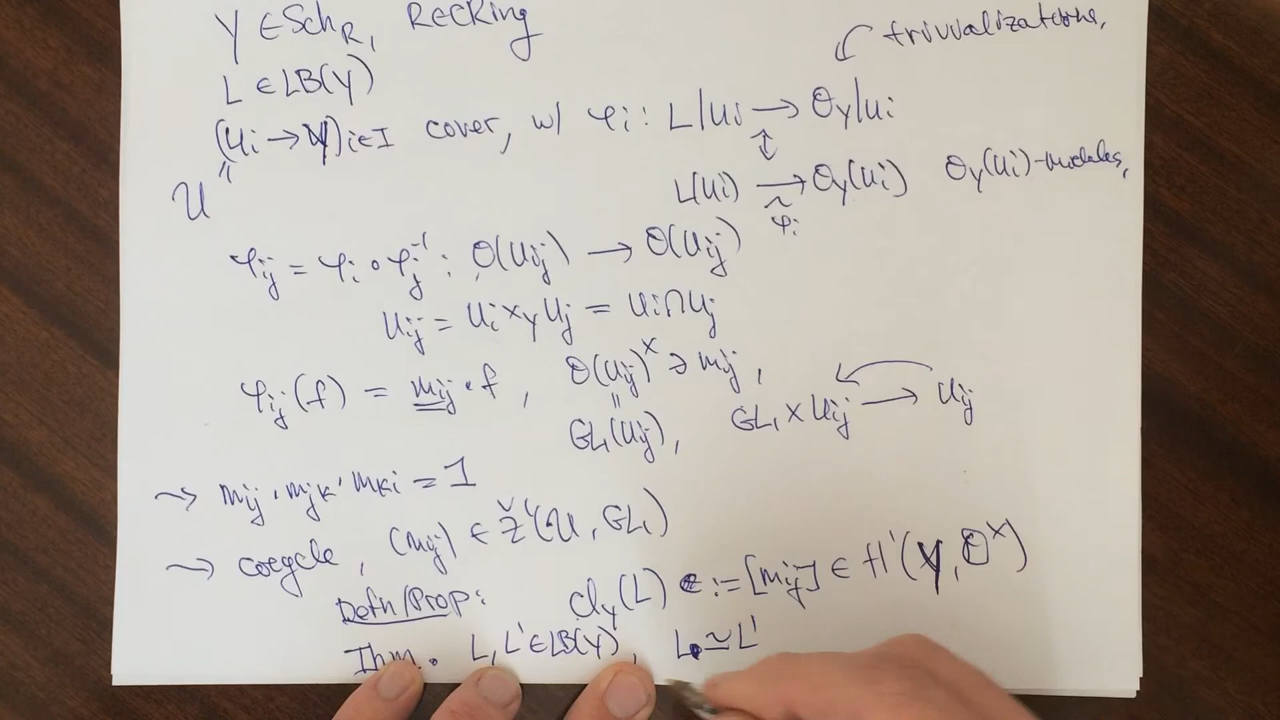 Y ∈ Sch_R, R ∈ CRing
L ∈ LB(Y)
trivializations,
(U_i → Y)_{i∈I} cover, w/ φ_i : L|U_i → O_Y|U_i
↕
𝒰 =
L(U_i) →~ O_Y(U_i) O_Y(U_i)-modules,
φ_i
φ_ij = φ_i ∘ φ_j^{-1} : O(U_ij) → O(U_ij)
U_ij = U_i ×_Y U_j = U_i ∩ U_j
φ_ij(f) = m_ij · f , O(U_ij)^× ∋ m_ij ,
=
GL_1(U_ij), GL_1 × U_ij → U_ij
⇝ m_ij · m_jk · m_ki = 1
⇝ cocycle, (m_ij) ∈ Ž^1(𝒰, GL_1)
Defn/Prop: cl_Y(L) := [m_ij] ∈ H^1(Y, O^×)
Thm. L, L' ∈ LB(Y), L ≃ L'